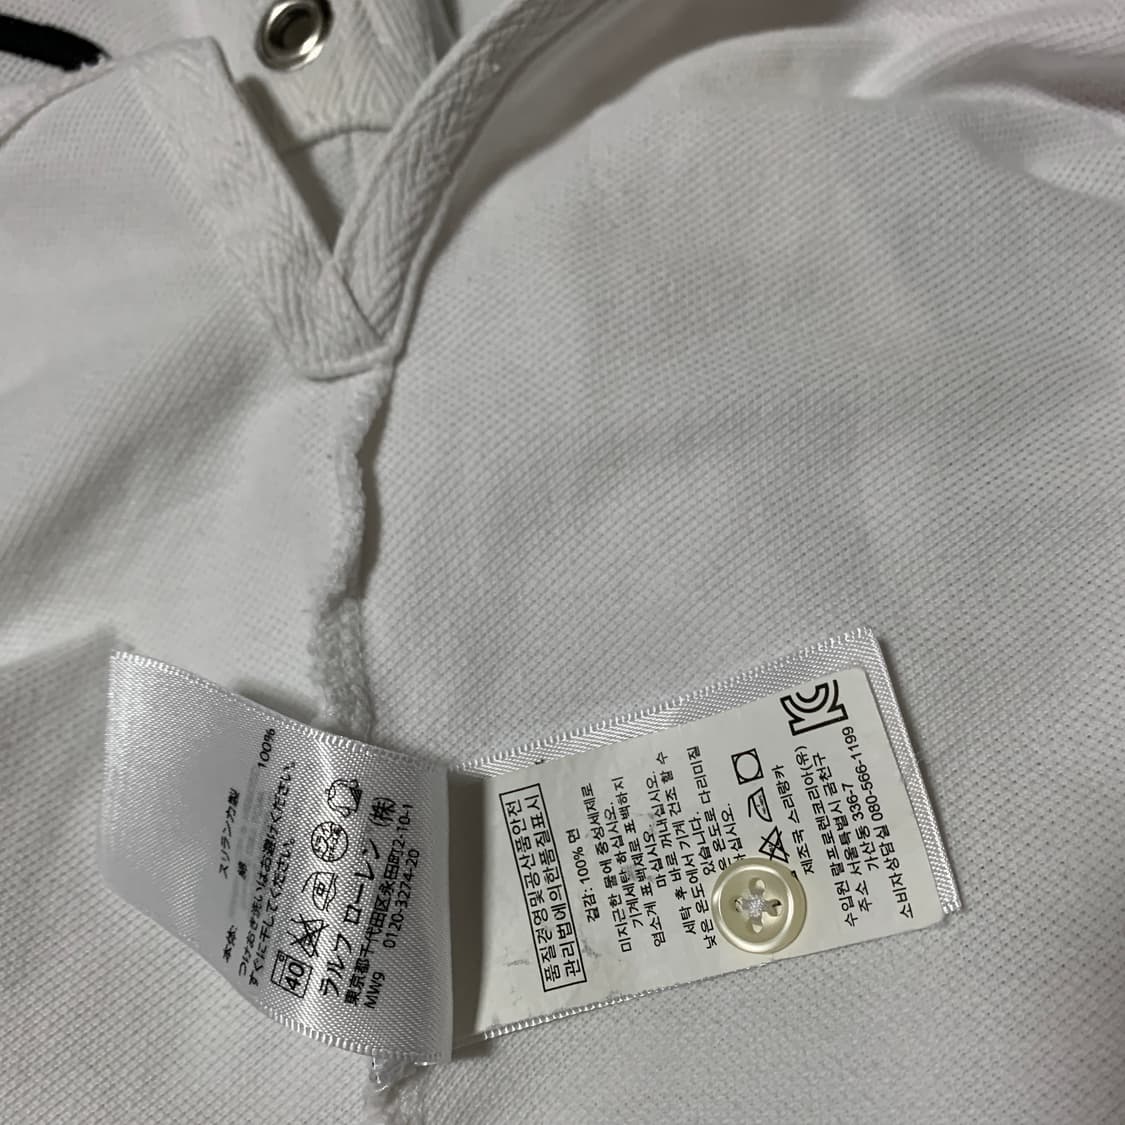 スリランカ製
本体: 綿 100%
つけおき洗いはお避けください。
すぐに干してください。
40
ラルフ ローレン (株)
東京都千代田区永田町2-10-1
0120-3274-20
MW9
품질경영및공산품안전
관리법에의한품질표시
겉감: 100% 면
미지근한 물에 중성세제로
기계세탁 하십시오.
염소계 표백제로 표백하지
마십시오.
세탁 후 바로 꺼내십시오.
낮은 온도에서 기계 건조 할 수
있습니다.
낮은 온도로 다리미질
하십시오.
제조국 스리랑카
수입원 랄프로렌코리아(유)
주소 서울특별시 금천구
가산동 336-7
소비자상담실 080-566-1199